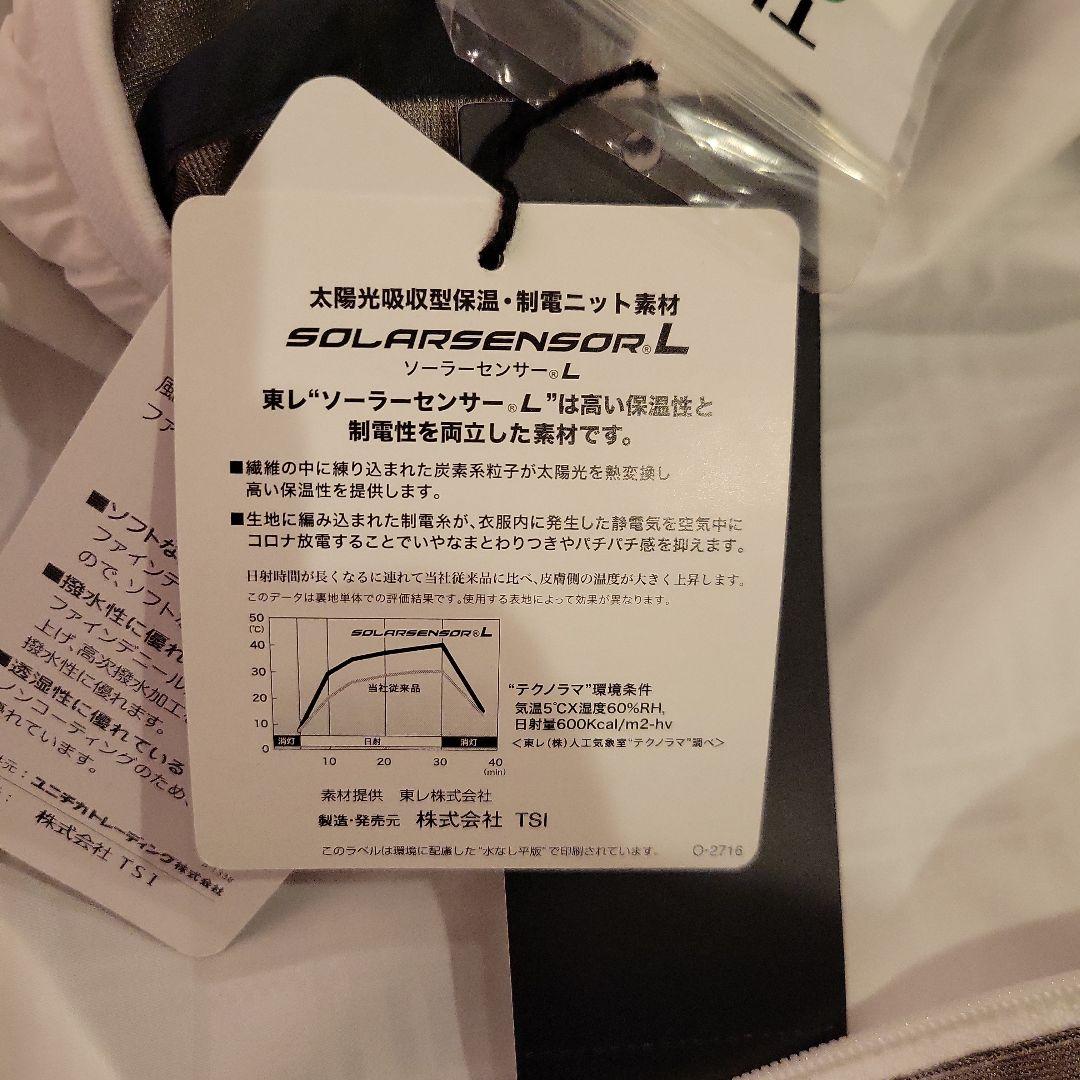 太陽光吸収型保温・制電ニット素材
SOLARSENSOR® L
ソーラーセンサー® L
東レ“ソーラーセンサー® L”は高い保温性と
制電性を両立した素材です。
■繊維の中に練り込まれた炭素系粒子が太陽光を熱変換し
高い保温性を提供します。
■生地に編み込まれた制電糸が、衣服内に発生した静電気を空気中に
コロナ放電することでいやなまとわりつきやパチパチ感を抑えます。
日射時間が長くなるに連れて当社従来品に比べ、皮膚側の温度が大きく上昇します。
このデータは裏地単体での評価結果です。使用する表地によって効果が異なります。
50
(℃)
40
30
20
10
0
SOLARSENSOR® L
当社従来品
消灯 日射 消灯
10 20 30 40
(min)
“テクノラマ”環境条件
気温5℃X湿度60%RH,
日射量600Kcal/m2-hv
<東レ(株)人工気象室“テクノラマ”調べ>
素材提供 東レ株式会社
製造・発売元 株式会社 TSI
このラベルは環境に配慮した“水なし平版”で印刷されています。 O-2716
風
ファ
■ソフトな
ファインデ
ので、ソフト
■撥水性に優れ
ファインデニール
上げ、高次撥水加工
撥水性に優れます。
■透湿性に優れている
ノンコーティングのため、
優れています。
元：ユニチカトレーディング株式会社
株式会社 TSI